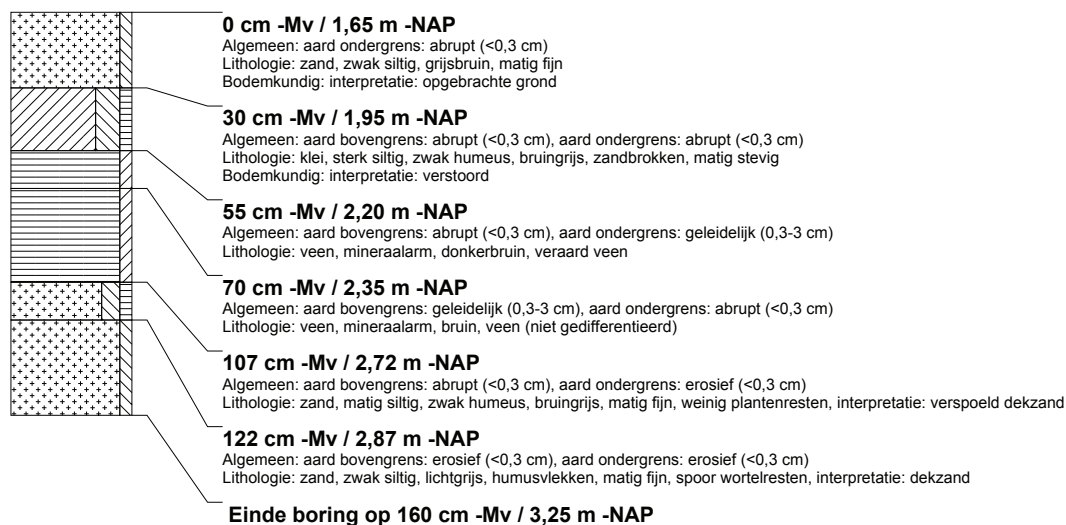 0 cm -Mv / 1,65 m -NAP
Algemeen: aard ondergrens: abrupt (<0,3 cm)
Lithologie: zand, zwak siltig, grijsbruin, matig fijn
Bodemkundig: interpretatie: opgebrachte grond
30 cm -Mv / 1,95 m -NAP
Algemeen: aard bovengrens: abrupt (<0,3 cm), aard ondergrens: abrupt (<0,3 cm)
Lithologie: klei, sterk siltig, zwak humeus, bruingrijs, zandbrokken, matig stevig
Bodemkundig: interpretatie: verstoord
55 cm -Mv / 2,20 m -NAP
Algemeen: aard bovengrens: abrupt (<0,3 cm), aard ondergrens: geleidelijk (0,3-3 cm)
Lithologie: veen, mineraalarm, donkerbruin, veraard veen
70 cm -Mv / 2,35 m -NAP
Algemeen: aard bovengrens: geleidelijk (0,3-3 cm), aard ondergrens: abrupt (<0,3 cm)
Lithologie: veen, mineraalarm, bruin, veen (niet gedifferentieerd)
107 cm -Mv / 2,72 m -NAP
Algemeen: aard bovengrens: abrupt (<0,3 cm), aard ondergrens: erosief (<0,3 cm)
Lithologie: zand, matig siltig, zwak humeus, bruingrijs, matig fijn, weinig plantenresten, interpretatie: verspoeld dekzand
122 cm -Mv / 2,87 m -NAP
Algemeen: aard bovengrens: erosief (<0,3 cm), aard ondergrens: erosief (<0,3 cm)
Lithologie: zand, zwak siltig, lichtgrijs, humusvlekken, matig fijn, spoor wortelresten, interpretatie: dekzand
Einde boring op 160 cm -Mv / 3,25 m -NAP